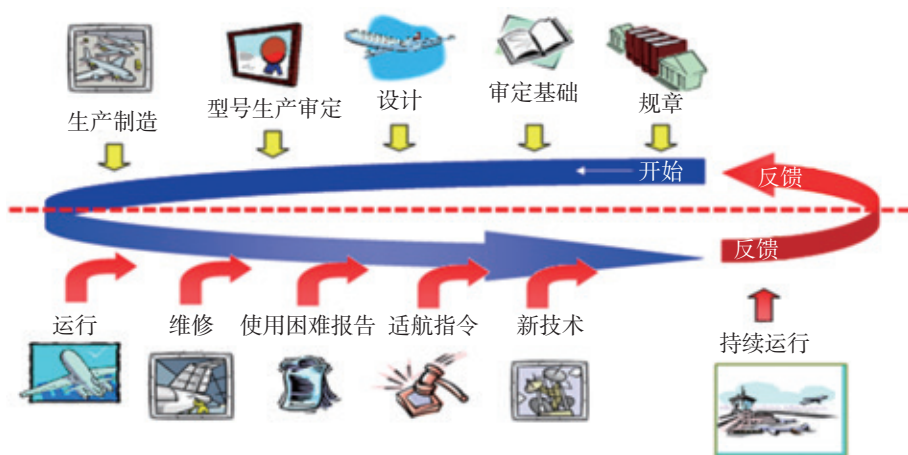 生产制造
型号生产审定
设计
审定基础
规章
开始
反馈
反馈
运行
维修
使用困难报告
适航指令
新技术
持续运行